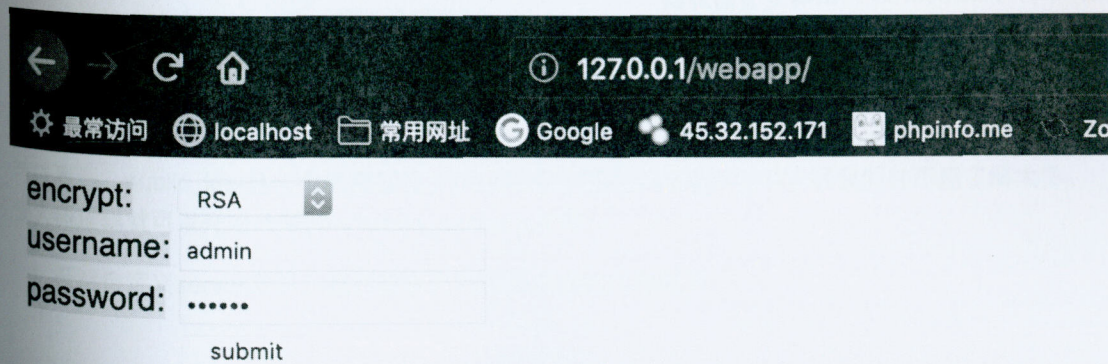 127.0.0.1/webapp/
最常访问 localhost 常用网址 Google 45.32.152.171 phpinfo.me Zo
encrypt: RSA
username: admin
password: ••••••
submit